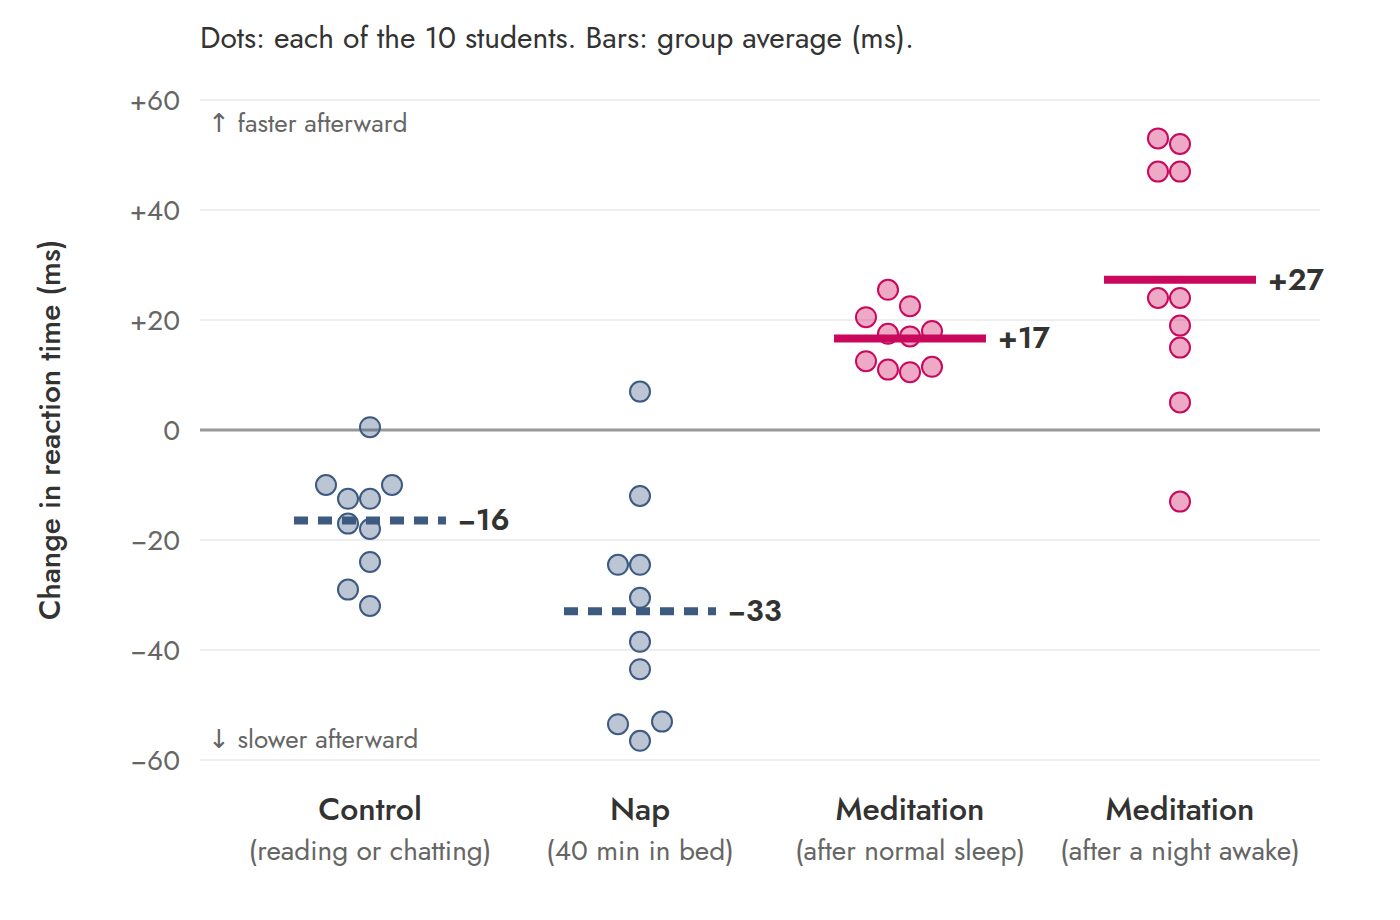 Dots: each of the 10 students. Bars: group average (ms).
+60
↑ faster afterward
+40
+20
0
−20
−40
−60
Change in reaction time (ms)
−16
−33
+17
+27
↓ slower afterward
Control
(reading or chatting)
Nap
(40 min in bed)
Meditation
(after normal sleep)
Meditation
(after a night awake)